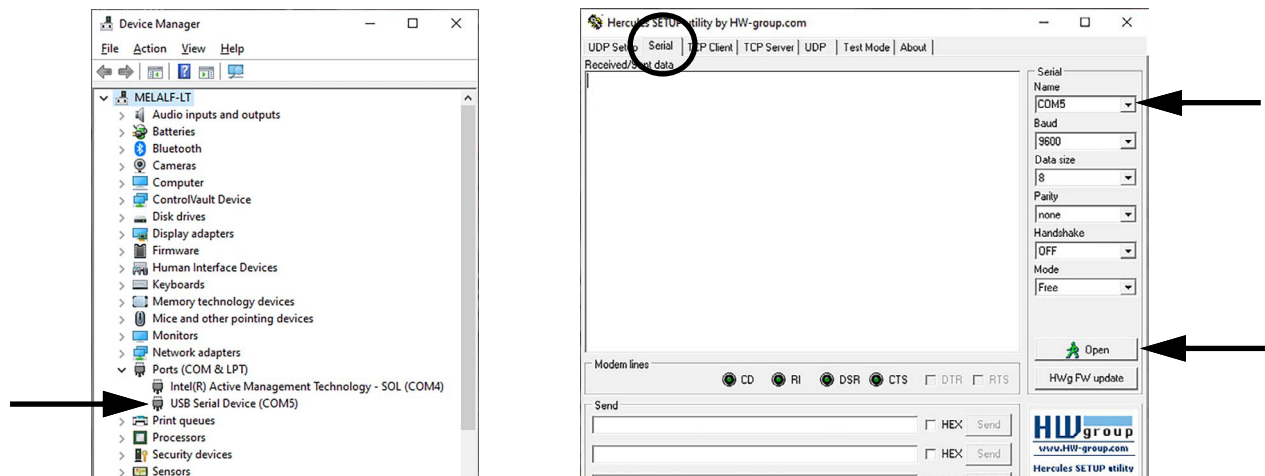 Device Manager
File Action View Help
MELALF-LT
Audio inputs and outputs
Batteries
Bluetooth
Cameras
Computer
ControlVault Device
Disk drives
Display adapters
Firmware
Human Interface Devices
Keyboards
Memory technology devices
Mice and other pointing devices
Monitors
Network adapters
Ports (COM & LPT)
Intel(R) Active Management Technology - SOL (COM4)
USB Serial Device (COM5)
Print queues
Processors
Security devices
Sensors
Hercules SETUP utility by HW-group.com
UDP Setup Serial TCP Client TCP Server UDP Test Mode About
Received/Sent data
Serial
Name
COM5
Baud
9600
Data size
8
Parity
none
Handshake
OFF
Mode
Free
Open
HWg FW update
Modem lines
CD RI DSR CTS DTR RTS
Send
HEX Send
HEX Send
HW group
www.HW-group.com
Hercules SETUP utility